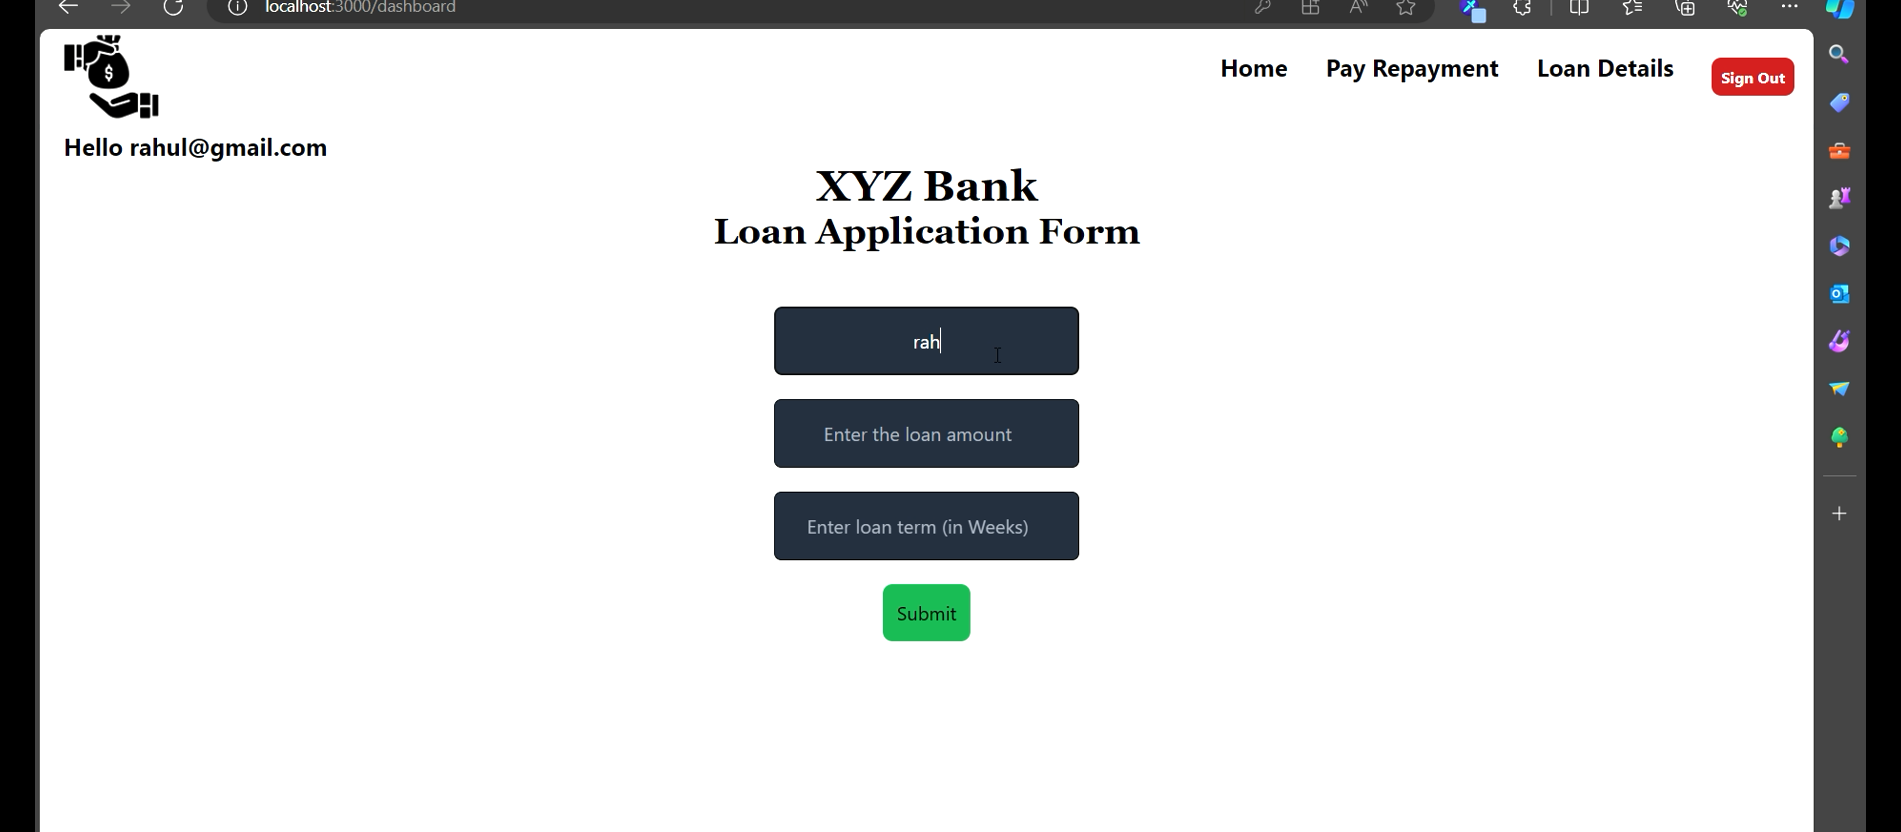 localhost:3000/dashboard
Home Pay Repayment Loan Details Sign Out
$
Hello rahul@gmail.com
XYZ Bank
Loan Application Form
rah
Enter the loan amount
Enter loan term (in Weeks)
Submit